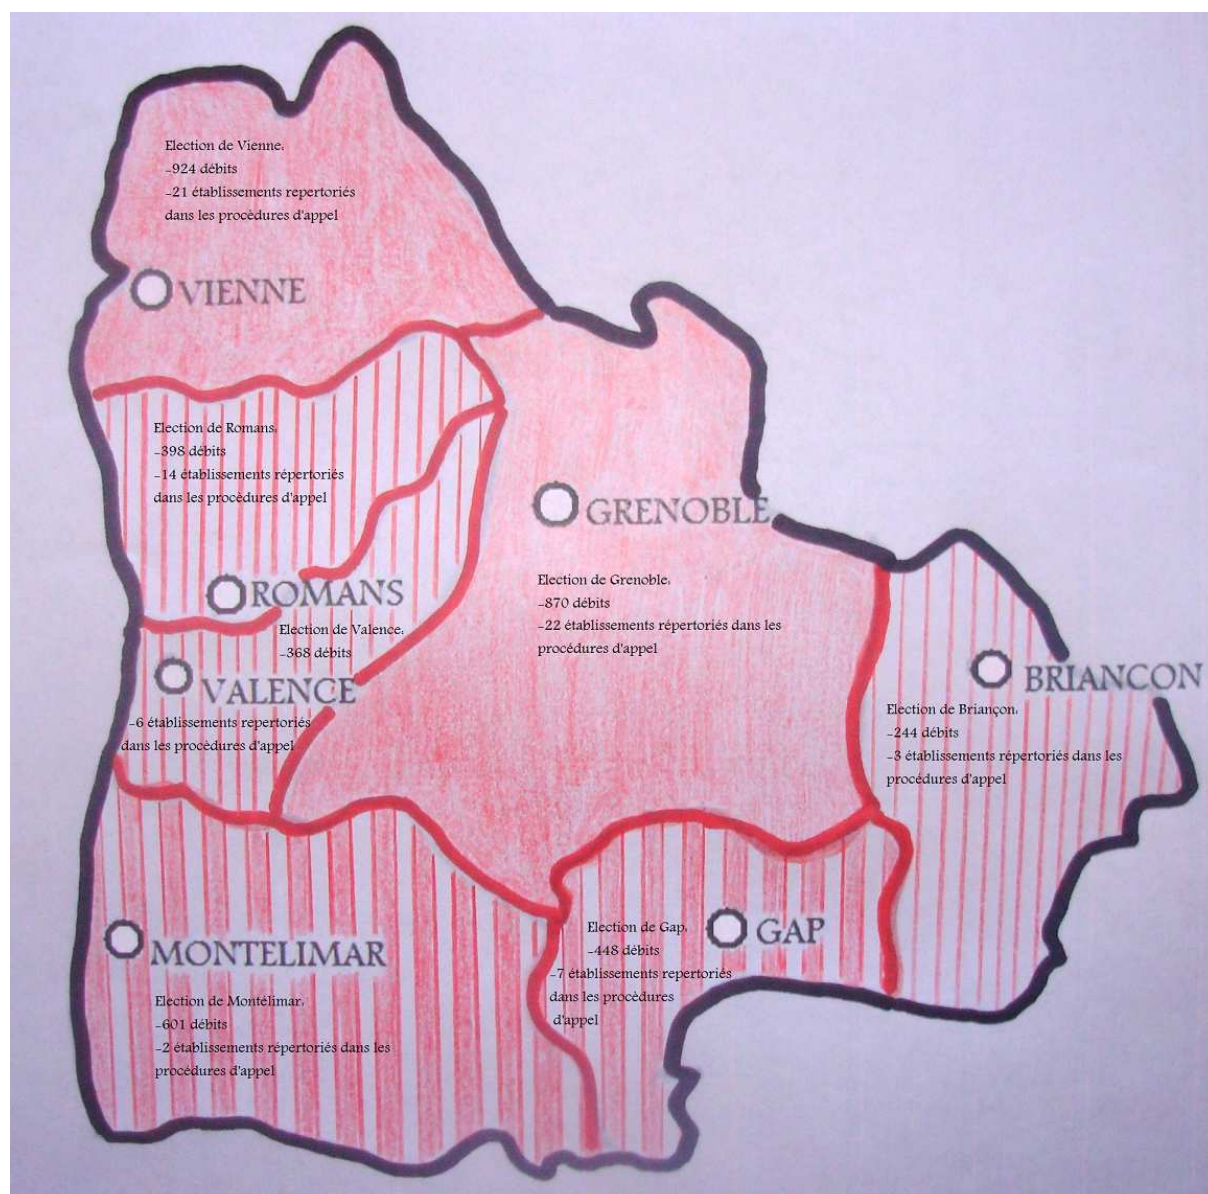 Election de Vienne.
-924 débits
-21 établissements repertoriés
dans les procèdures d'appel
VIENNE
Election de Romans.
-398 débits
-14 établissements répertoriés
dans les procèdures d'appel
ROMANS
GRENOBLE
Election de Grenoble.
-870 débits
-22 établissements répertoriés dans les
procédures d'appel
Election de Valence.
-368 débits
VALENCE
-6 établissements repertoriés
dans les procèdures d'appel
BRIANCON
Election de Briançon.
-244 débits
-3 établissements répertoriés dans les
procédures d'appel
MONTELIMAR
Election de Montélimar.
-601 débits
-2 établissements répertoriés dans les
procédures d'appel
Election de Gap.
-448 débits
GAP
-7 établissements repertoriés
dans les procèdures
d'appel